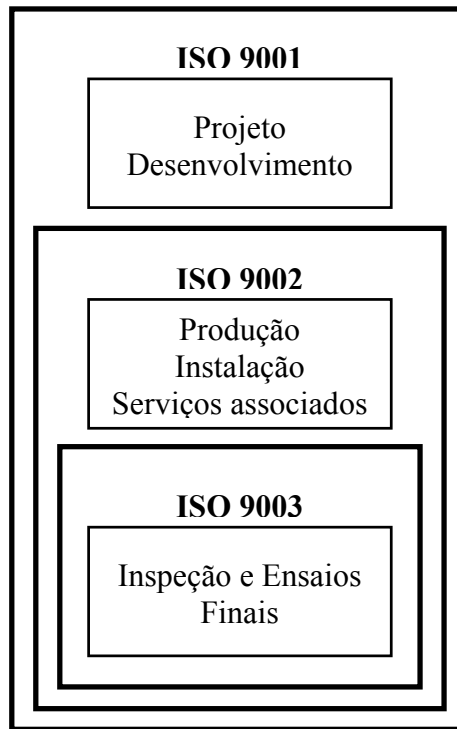 ISO 9001
Projeto
Desenvolvimento
ISO 9002
Produção
Instalação
Serviços associados
ISO 9003
Inspeção e Ensaios
Finais